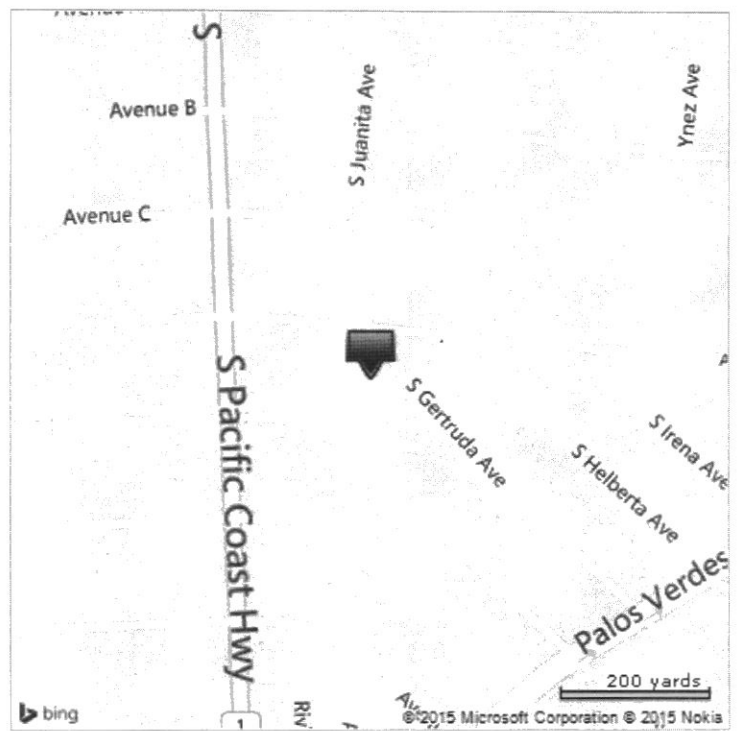 S
Avenue B
S Juanita Ave
Ynez Ave
Avenue C
S Pacific Coast Hwy
S Gertruda Ave
S Helberta Ave
S Irena Ave
Palos Verdes
200 yards
1
bing
©2015 Microsoft Corporation © 2015 Nokia